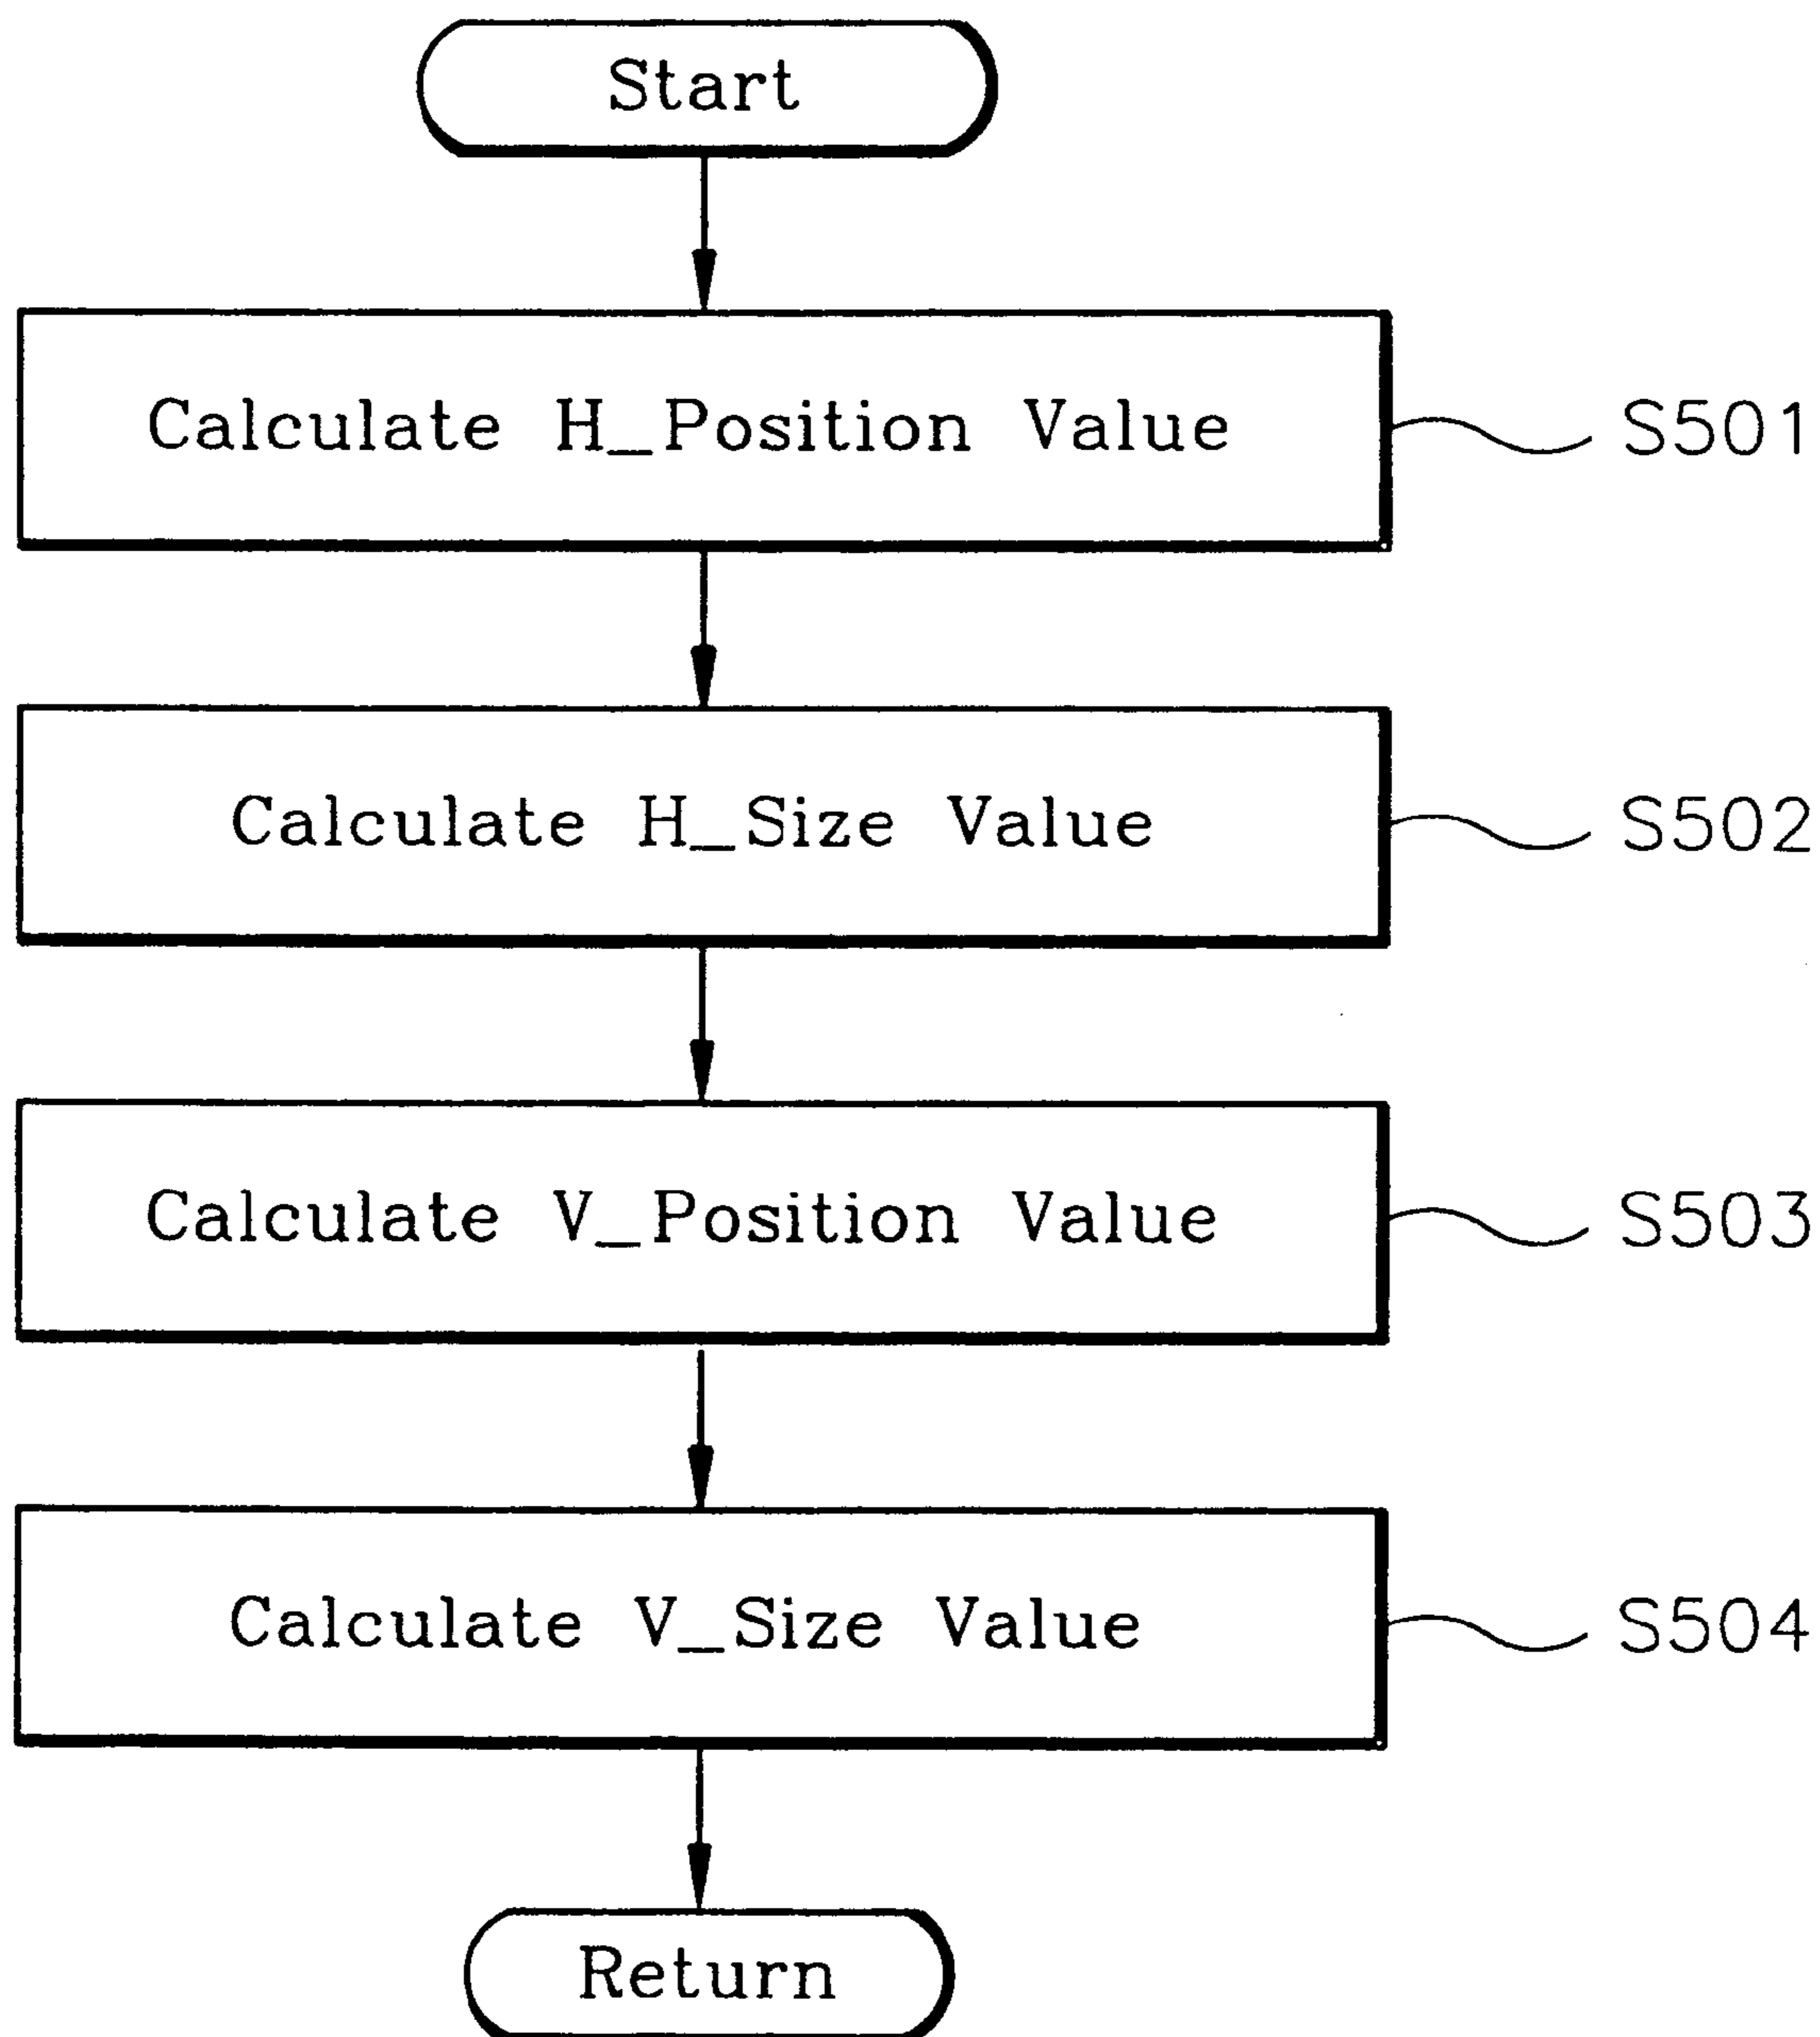 Start
Calculate H_Position Value S501
Calculate H_Size Value S502
Calculate V_Position Value S503
Calculate V_Size Value S504
Return